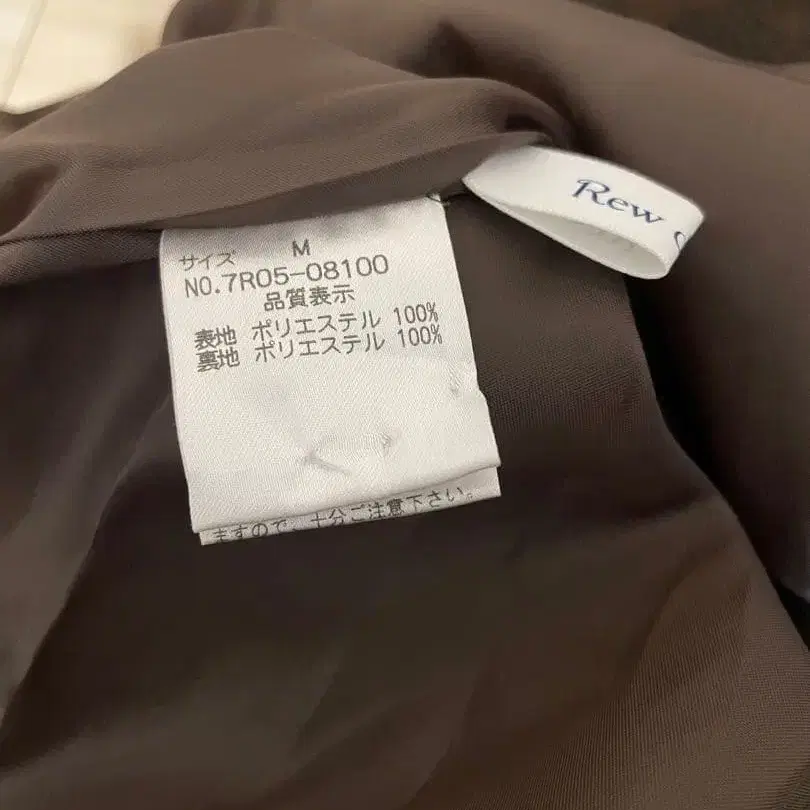 サイズ M
NO.7R05-08100
品質表示
表地 ポリエステル 100%
裏地 ポリエステル 100%
ますので、十分ご注意下さい。
Rew